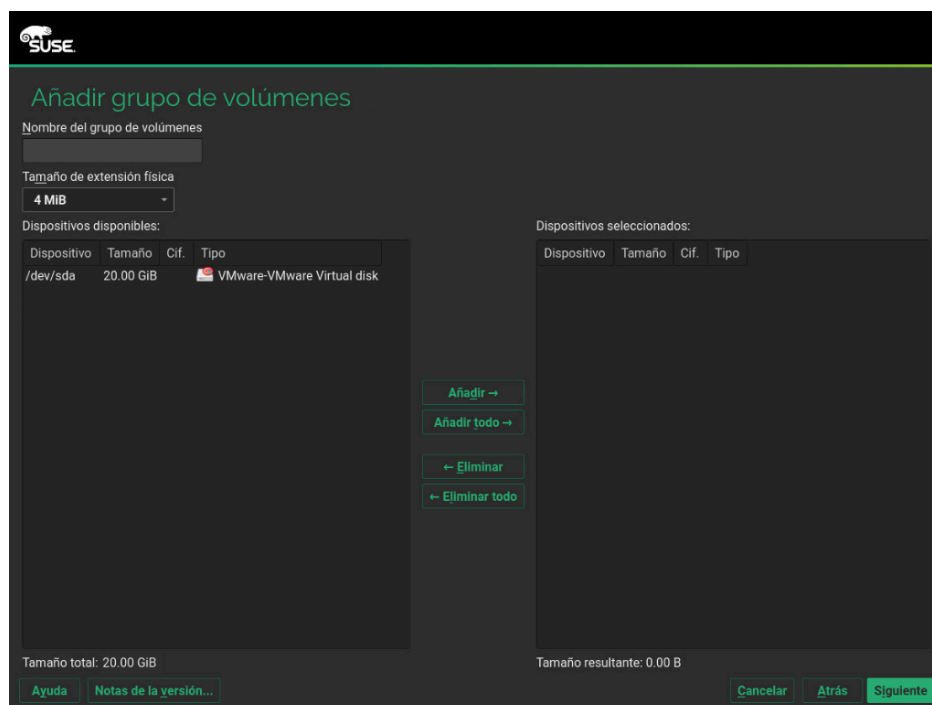 SUSE.
Añadir grupo de volúmenes
Nombre del grupo de volúmenes
Tamaño de extensión física
4 MiB
Dispositivos disponibles:
Dispositivo Tamaño Cif. Tipo
/dev/sda 20.00 GiB VMware-VMware Virtual disk
Añadir →
Añadir todo →
← Eliminar
← Eliminar todo
Dispositivos seleccionados:
Dispositivo Tamaño Cif. Tipo
Tamaño total: 20.00 GiB
Tamaño resultante: 0.00 B
Ayuda
Notas de la versión...
Cancelar
Atrás
Siguiente